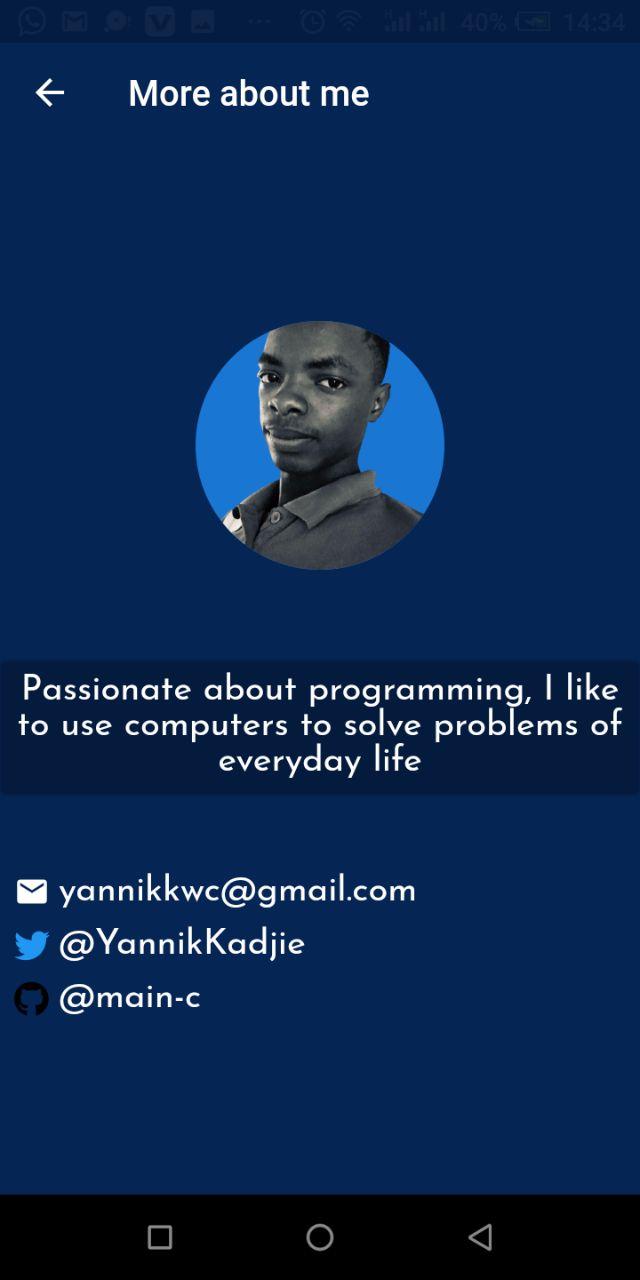 40% 14:34
More about me
Passionate about programming, I like
to use computers to solve problems of
everyday life
yannikkwc@gmail.com
@YannikKadjie
@main-c